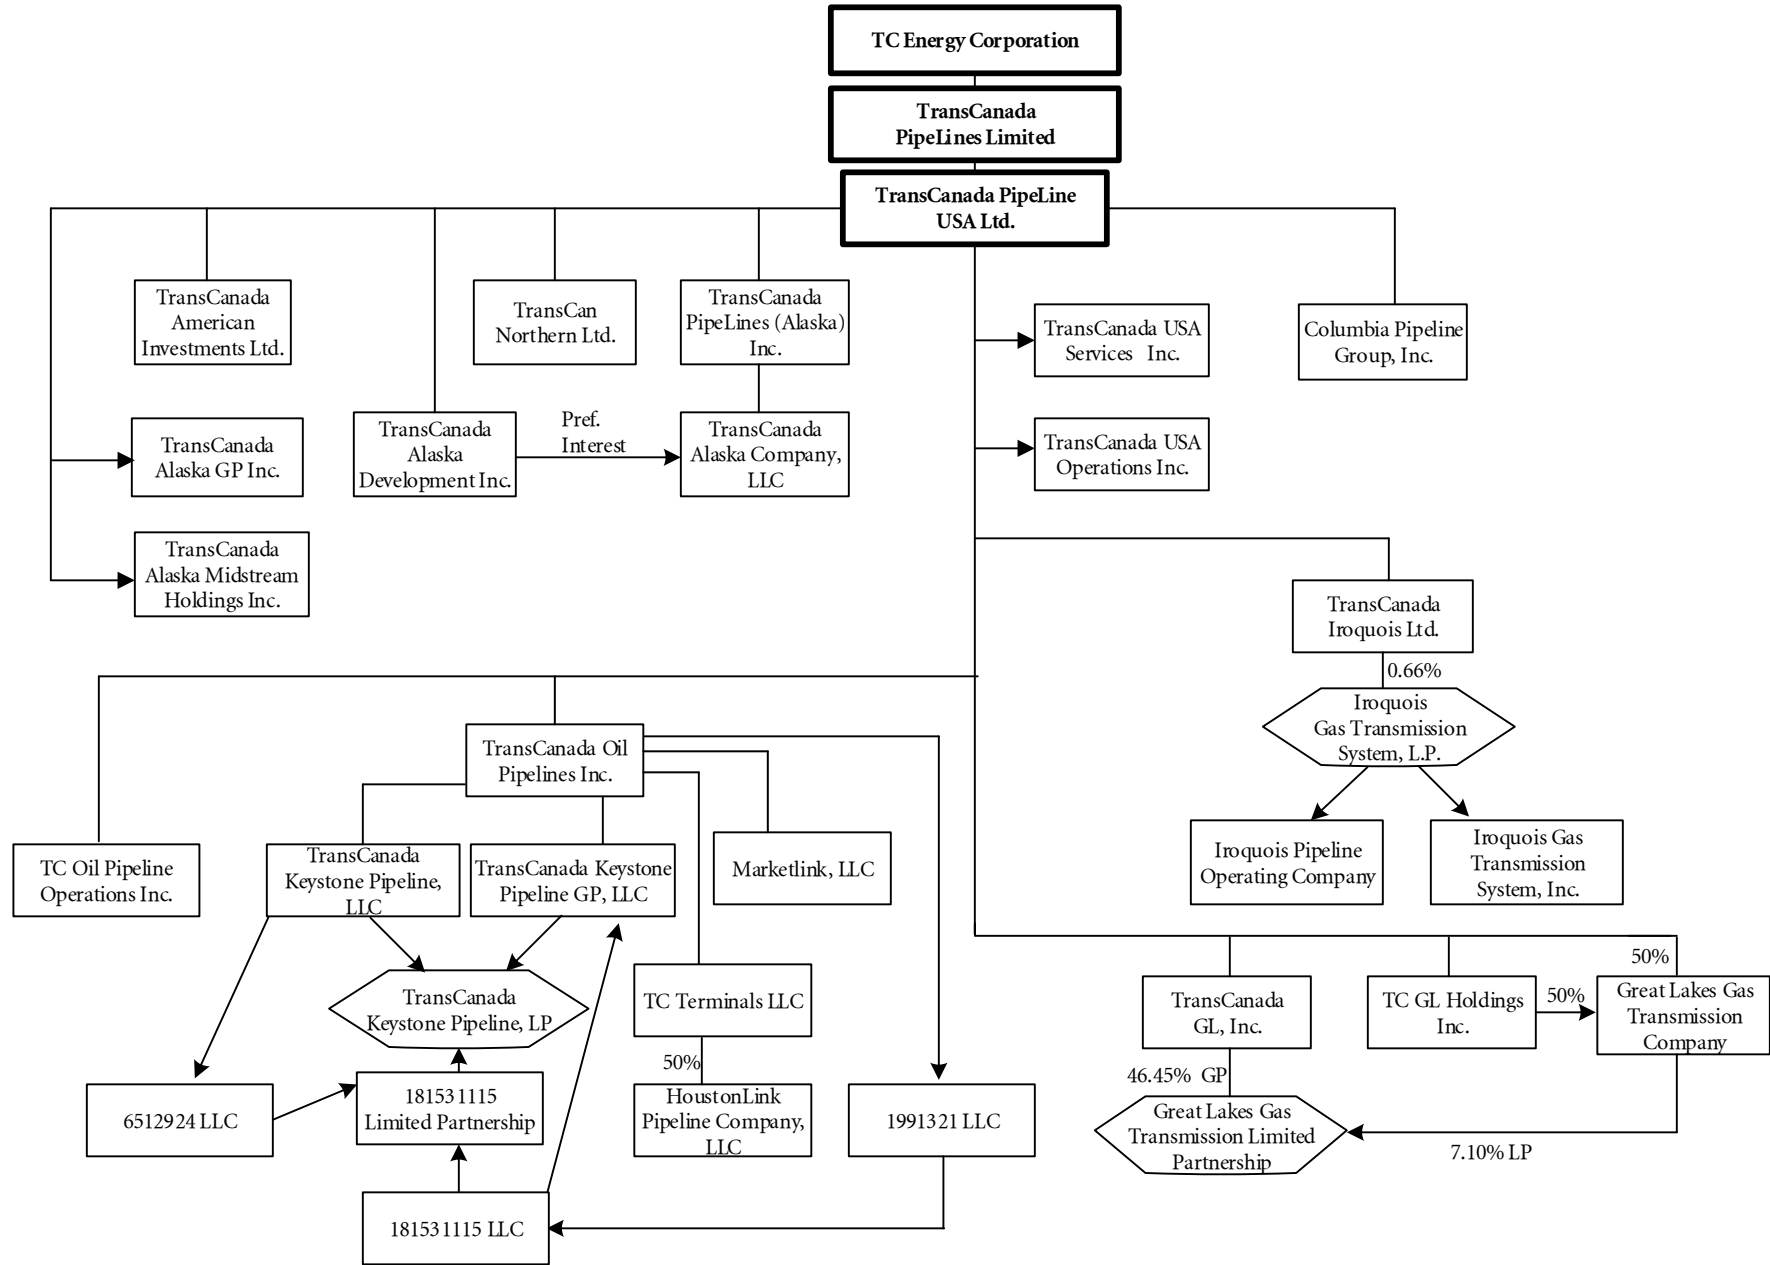 TC Energy Corporation
TransCanada
PipeLines Limited
TransCanada PipeLine
USA Ltd.
TransCanada
American
Investments Ltd.
TransCan
Northern Ltd.
TransCanada
PipeLines (Alaska)
Inc.
TransCanada USA
Services Inc.
Columbia Pipeline
Group, Inc.
TransCanada
Alaska GP Inc.
TransCanada
Alaska
Development Inc.
Pref.
Interest
TransCanada
Alaska Company,
LLC
TransCanada USA
Operations Inc.
TransCanada
Alaska Midstream
Holdings Inc.
TransCanada
Iroquois Ltd.
0.66%
Iroquois
Gas Transmission
System, L.P.
Iroquois Pipeline
Operating Company
Iroquois Gas
Transmission
System, Inc.
TransCanada Oil
Pipelines Inc.
TC Oil Pipeline
Operations Inc.
TransCanada
Keystone Pipeline,
LLC
TransCanada Keystone
Pipeline GP, LLC
Marketlink, LLC
TransCanada
Keystone Pipeline, LP
TC Terminals LLC
50%
HoustonLink
Pipeline Company,
LLC
6512924 LLC
181531115
Limited Partnership
1991321 LLC
181531115 LLC
TransCanada
GL, Inc.
TC GL Holdings
Inc.
50%
50%
Great Lakes Gas
Transmission
Company
46.45% GP
Great Lakes Gas
Transmission Limited
Partnership
7.10% LP